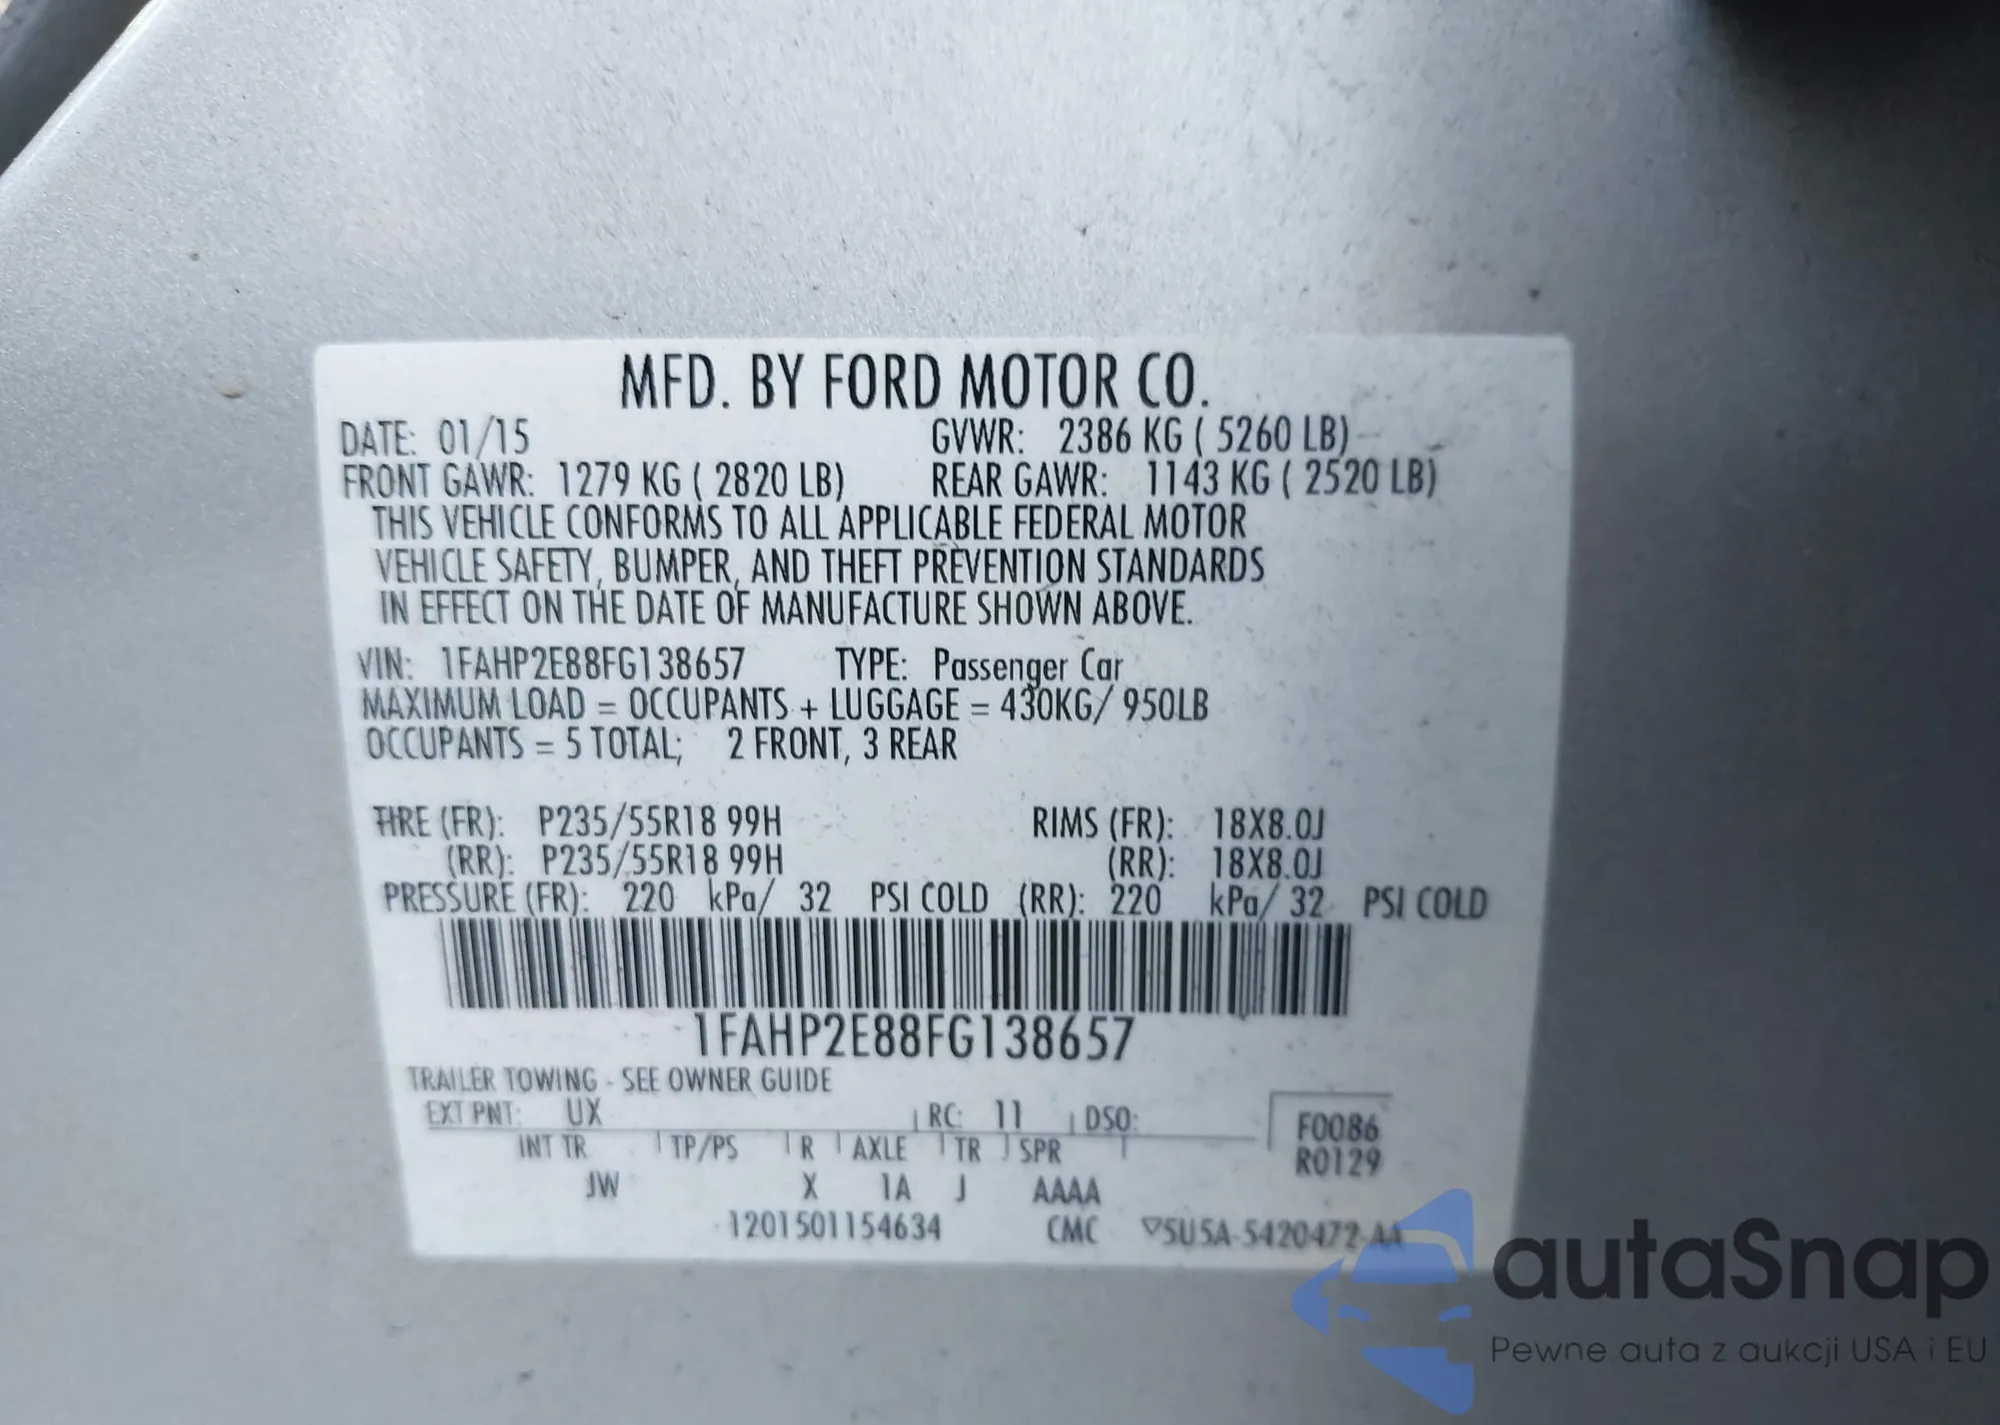 MFD. BY FORD MOTOR CO.
DATE: 01/15 GVWR: 2386 KG ( 5260 LB)
FRONT GAWR: 1279 KG ( 2820 LB) REAR GAWR: 1143 KG ( 2520 LB)
THIS VEHICLE CONFORMS TO ALL APPLICABLE FEDERAL MOTOR
VEHICLE SAFETY, BUMPER, AND THEFT PREVENTION STANDARDS
IN EFFECT ON THE DATE OF MANUFACTURE SHOWN ABOVE.
VIN: 1FAHP2E88FG138657 TYPE: Passenger Car
MAXIMUM LOAD = OCCUPANTS + LUGGAGE = 430KG/ 950LB
OCCUPANTS = 5 TOTAL; 2 FRONT, 3 REAR
TIRE (FR): P235/55R18 99H RIMS (FR): 18X8.0J
(RR): P235/55R18 99H (RR): 18X8.0J
PRESSURE (FR): 220 kPa/ 32 PSI COLD (RR): 220 kPa/ 32 PSI COLD
1FAHP2E88FG138657
TRAILER TOWING - SEE OWNER GUIDE
EXT PNT: UX RC: 11 DSO: F0086
INT TR TP/PS R AXLE TR SPR R0129
JW X 1A J AAAA
1201501154634 CMC ▽5U5A-5420472-AA
autaSnap
Pewne auta z aukcji USA i EU